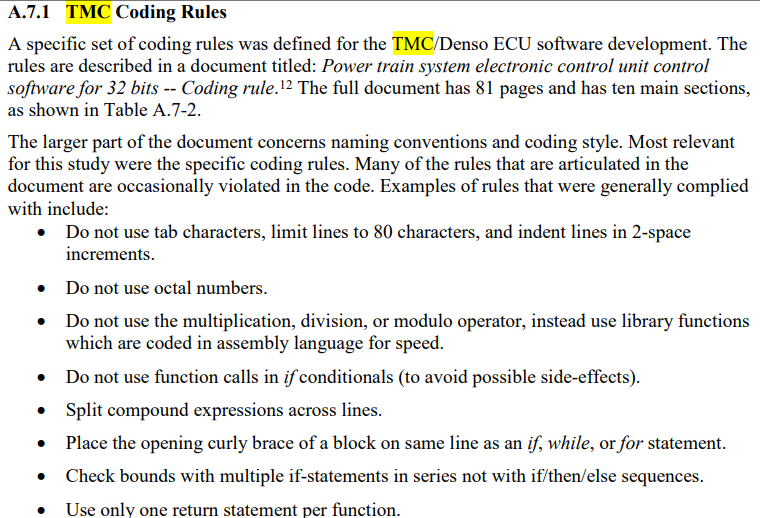 A.7.1 TMC Coding Rules
A specific set of coding rules was defined for the TMC/Denso ECU software development. The
rules are described in a document titled: Power train system electronic control unit control
software for 32 bits -- Coding rule.12 The full document has 81 pages and has ten main sections,
as shown in Table A.7-2.
The larger part of the document concerns naming conventions and coding style. Most relevant
for this study were the specific coding rules. Many of the rules that are articulated in the
document are occasionally violated in the code. Examples of rules that were generally complied
with include:
• Do not use tab characters, limit lines to 80 characters, and indent lines in 2-space
increments.
• Do not use octal numbers.
• Do not use the multiplication, division, or modulo operator, instead use library functions
which are coded in assembly language for speed.
• Do not use function calls in if conditionals (to avoid possible side-effects).
• Split compound expressions across lines.
• Place the opening curly brace of a block on same line as an if, while, or for statement.
• Check bounds with multiple if-statements in series not with if/then/else sequences.
• Use only one return statement per function.